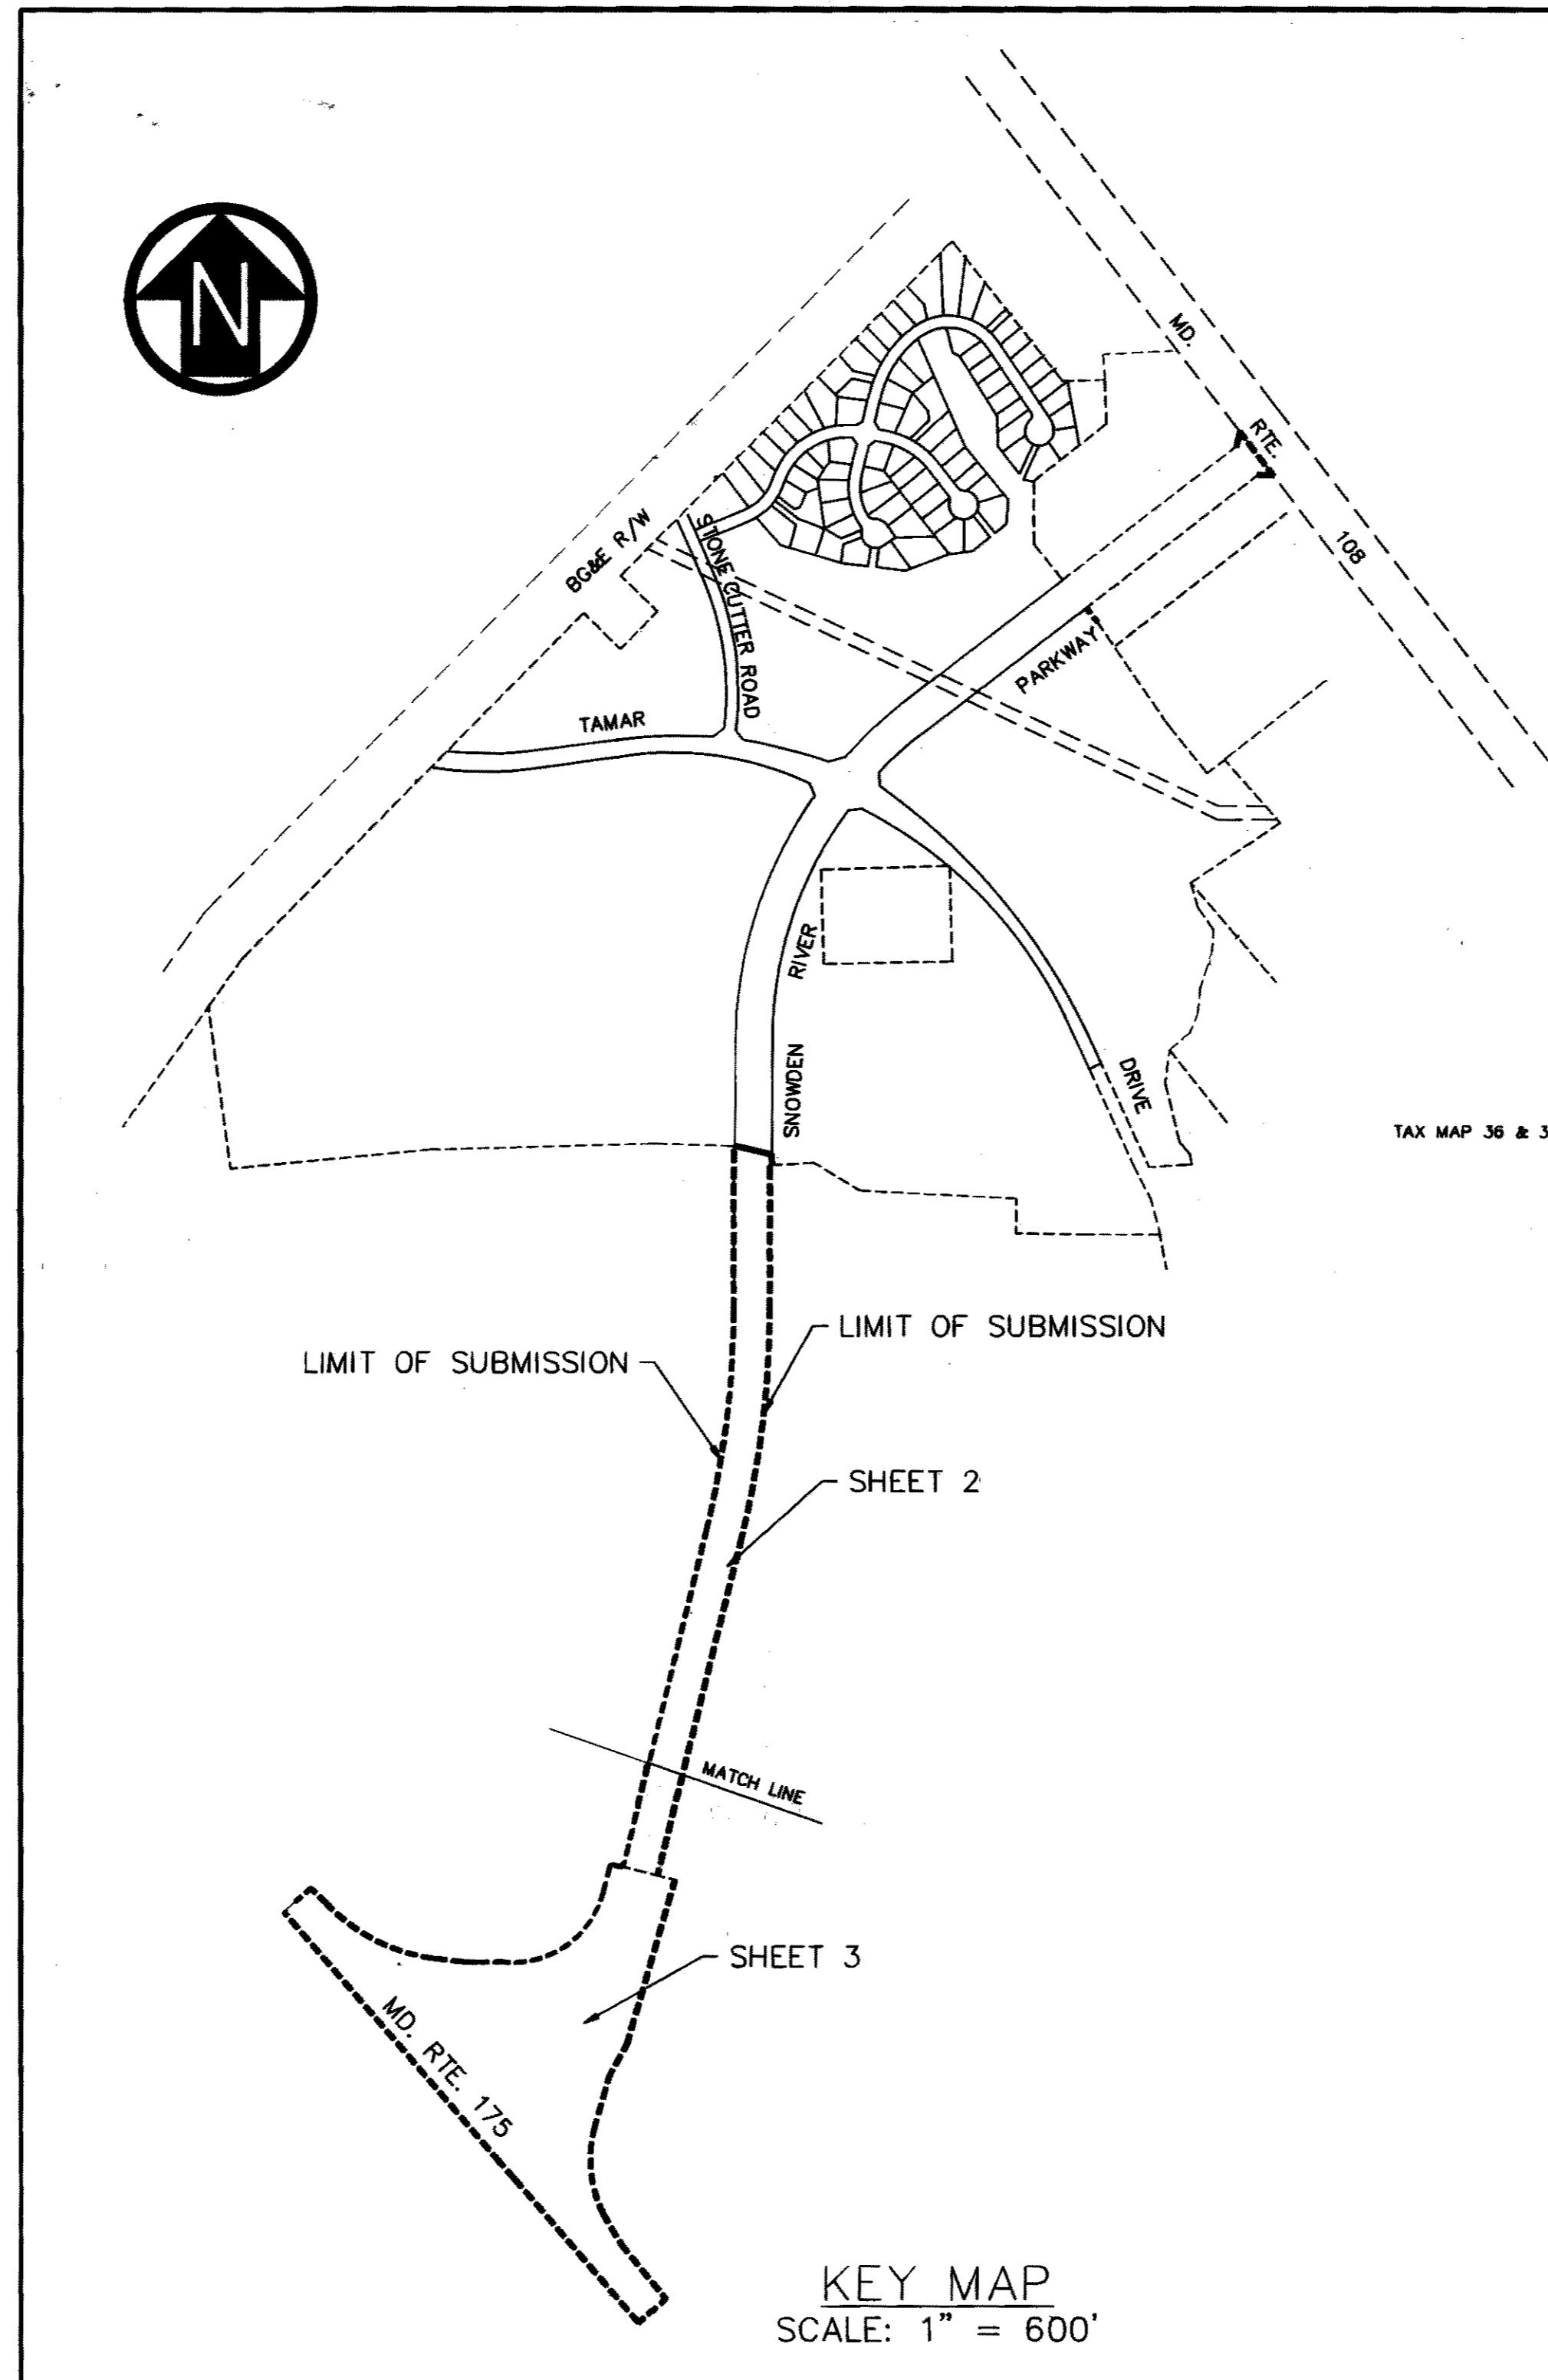 N
MD.
RTE.
108
BG&E R/W
STONE CUTTER ROAD
PARKWAY
TAMAR
RIVER
SNOWDEN
DRIVE
TAX MAP 36 & 3
LIMIT OF SUBMISSION
LIMIT OF SUBMISSION
SHEET 2
MATCH LINE
SHEET 3
MD. RTE. 175
KEY MAP
SCALE: 1" = 600'